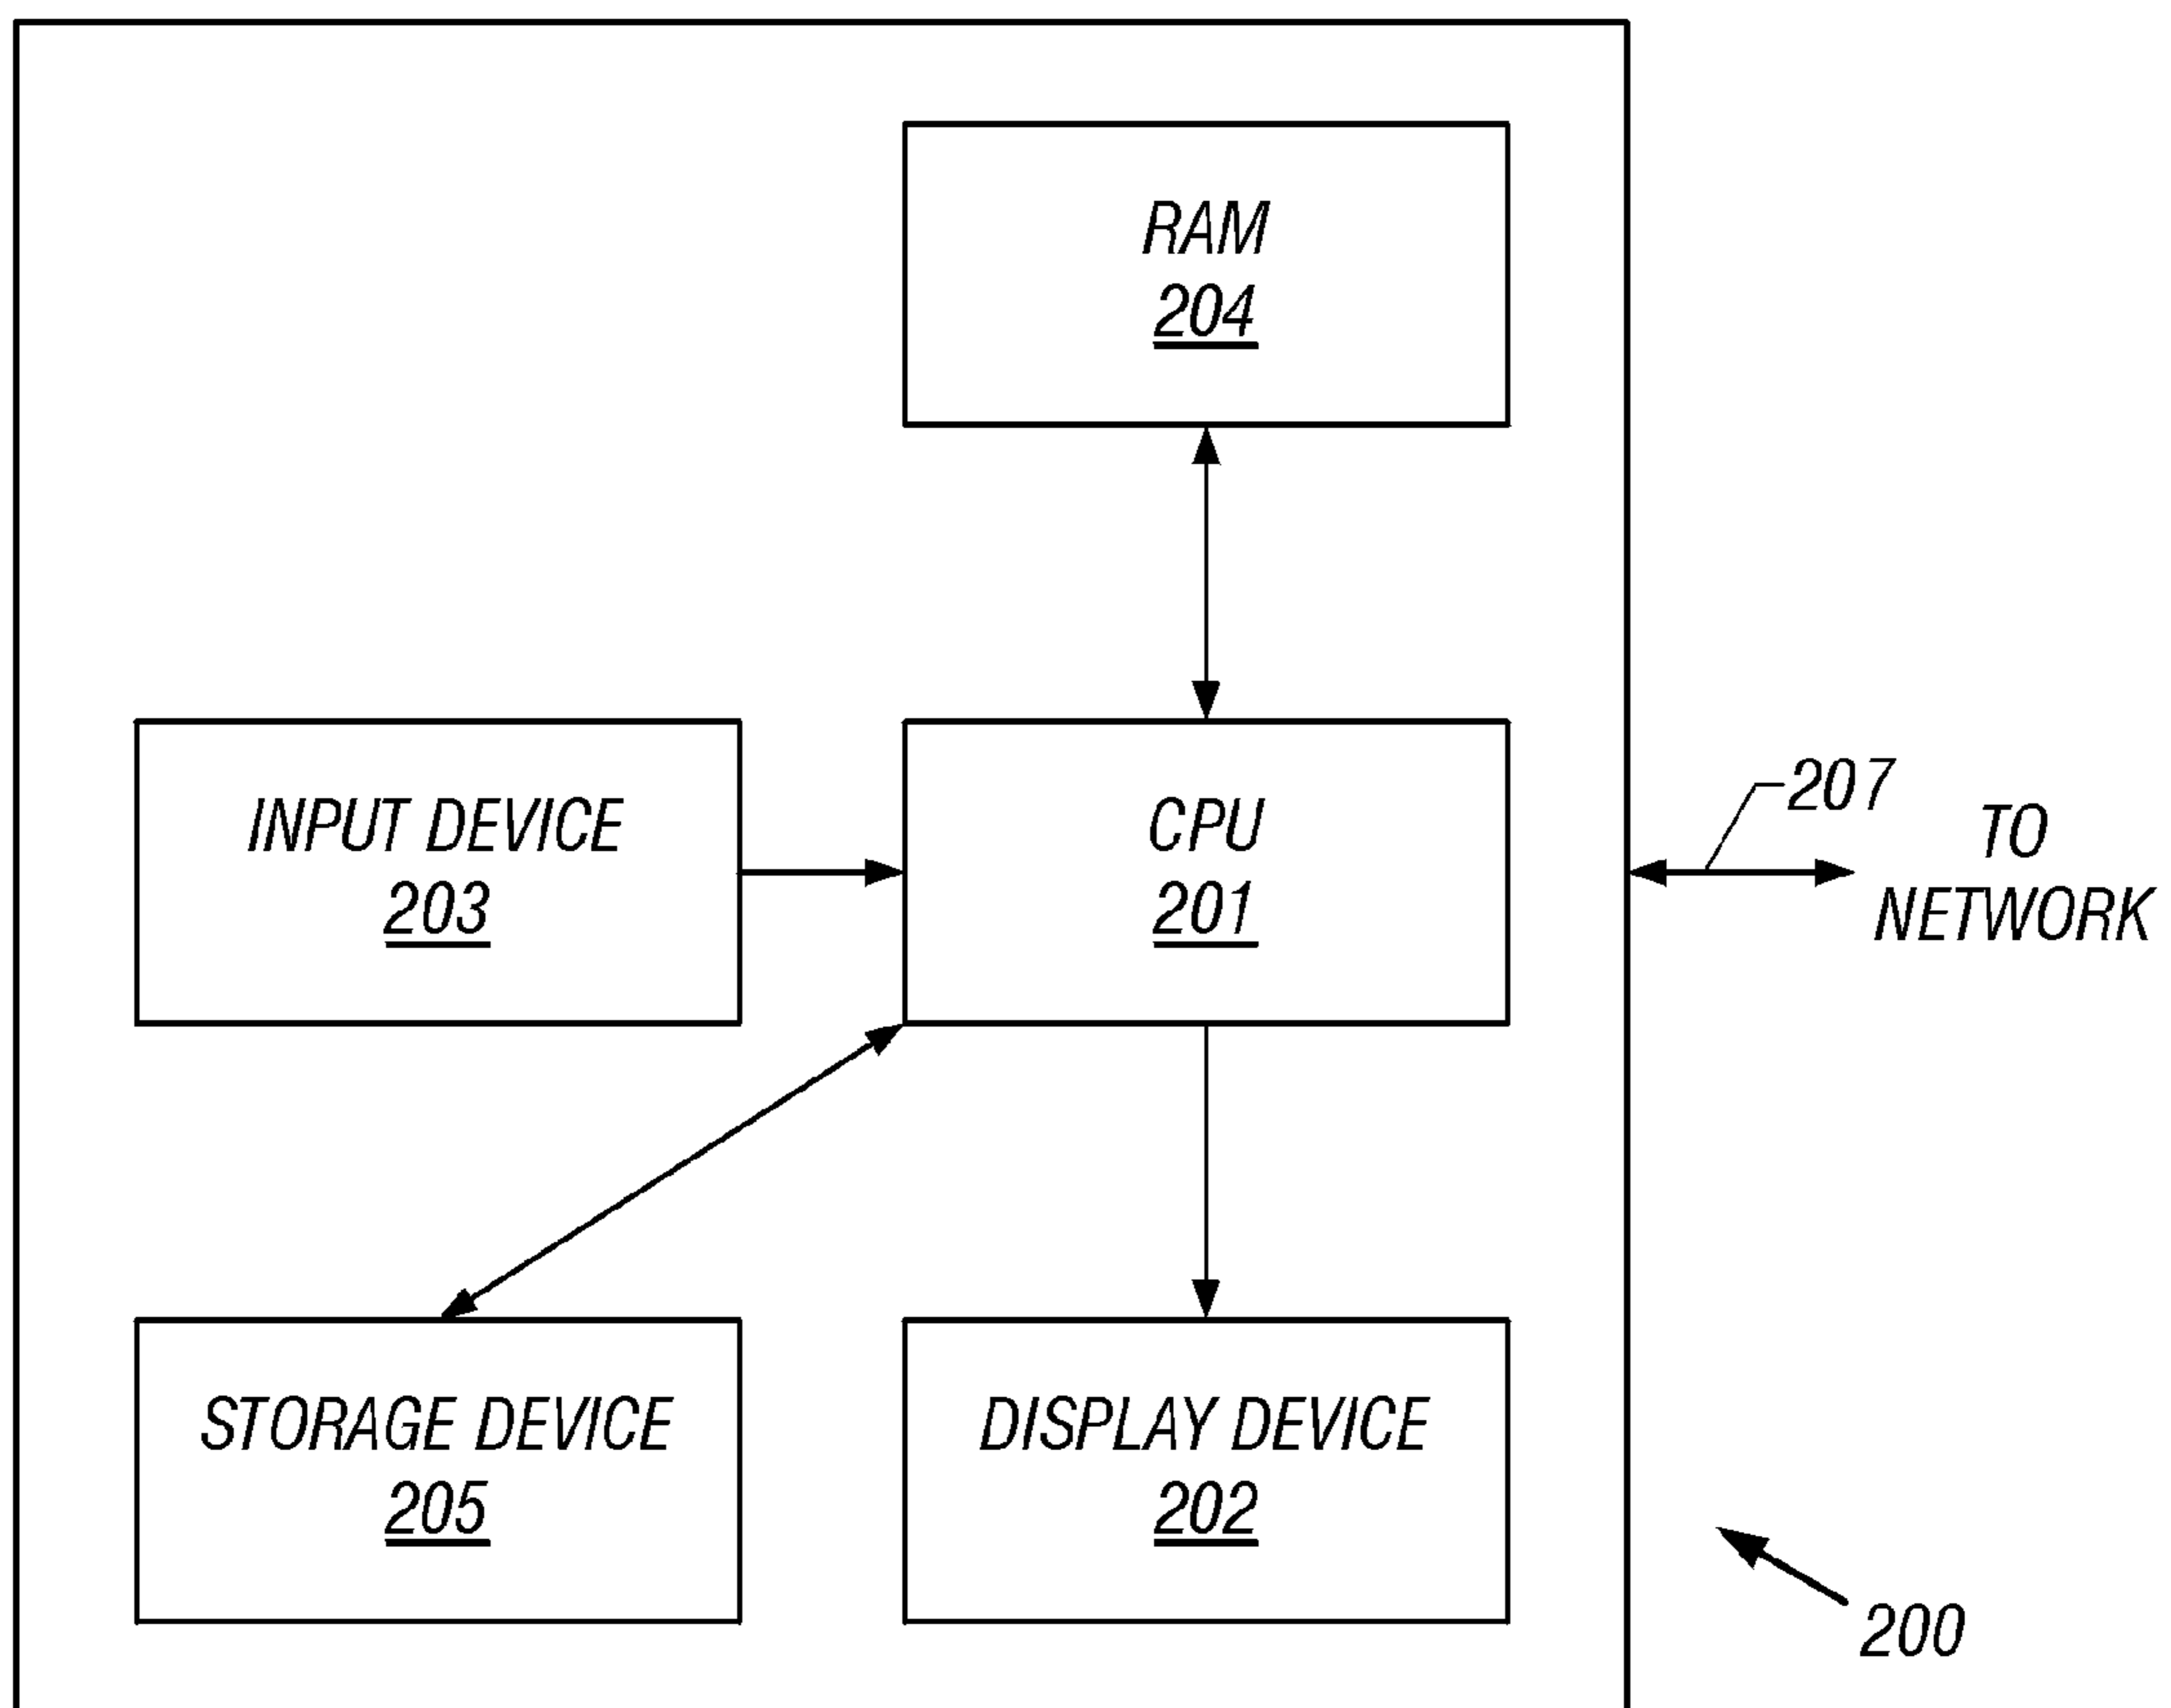 RAM
204
INPUT DEVICE
203
CPU
201
207
TO
NETWORK
STORAGE DEVICE
205
DISPLAY DEVICE
202
200